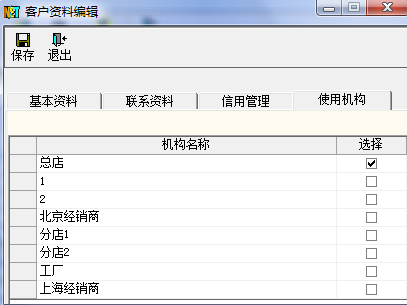 客户资料编辑
保存 退出
基本资料 联系资料 信用管理 使用机构
机构名称 选择
总店
1
2
北京经销商
分店1
分店2
工厂
上海经销商